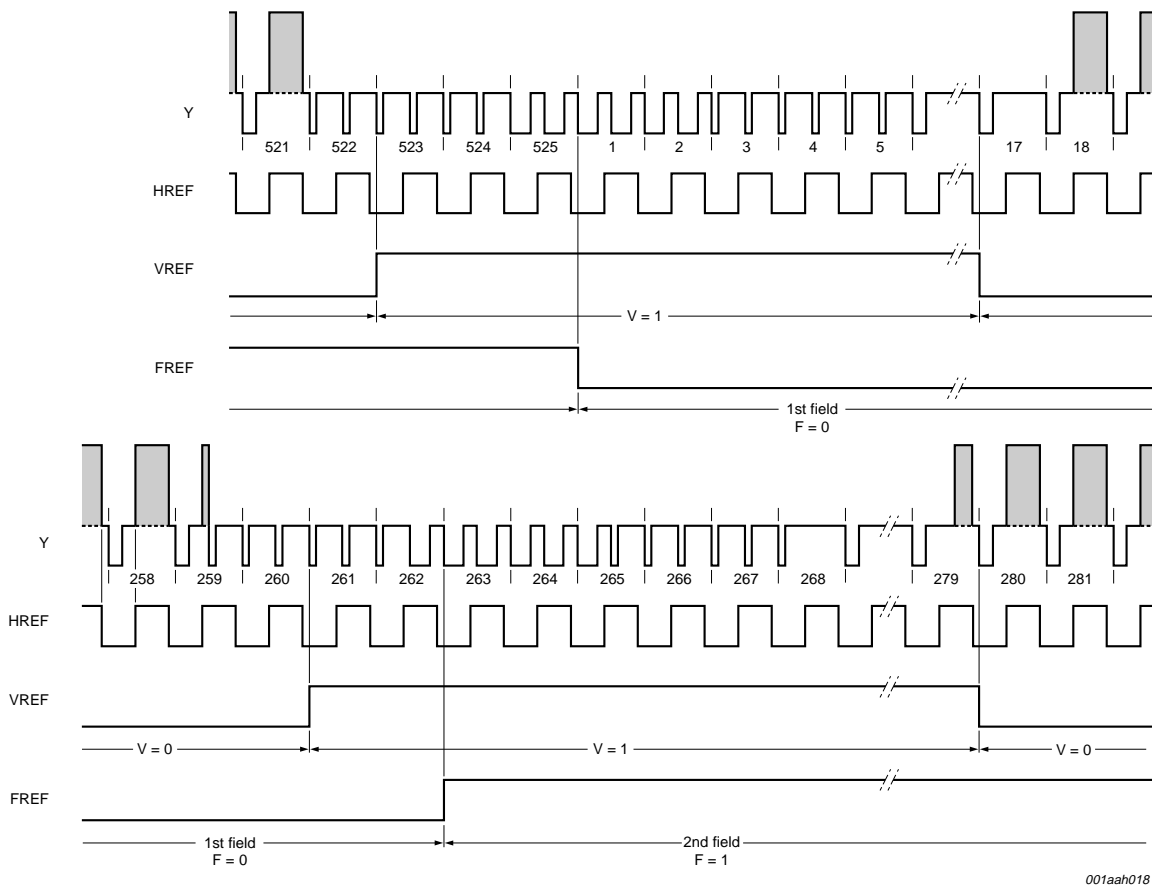 Y
521 522 523 524 525 1 2 3 4 5 17 18
HREF
VREF
V = 1
FREF
1st field
F = 0
Y
258 259 260 261 262 263 264 265 266 267 268 279 280 281
HREF
VREF
V = 0 V = 1 V = 0
FREF
1st field 2nd field
F = 0 F = 1
001aah018